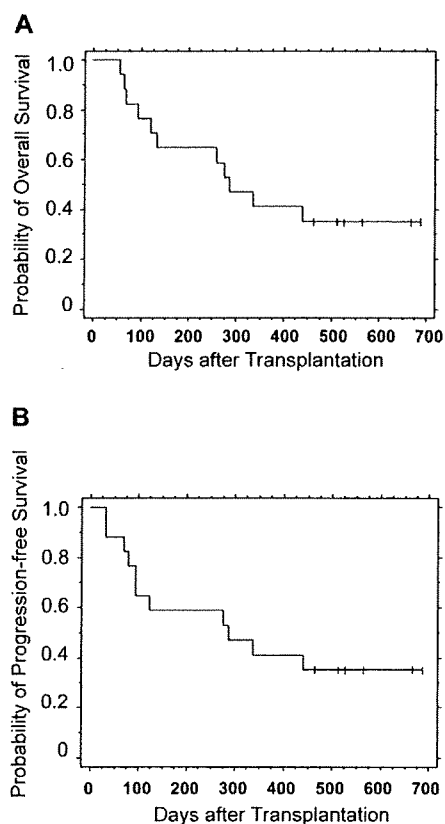 A
Probability of Overall Survival
1.0
0.8
0.6
0.4
0.2
0
0 100 200 300 400 500 600 700
Days after Transplantation
B
Probability of Progression-free Survival
1.0
0.8
0.6
0.4
0.2
0
0 100 200 300 400 500 600 700
Days after Transplantation